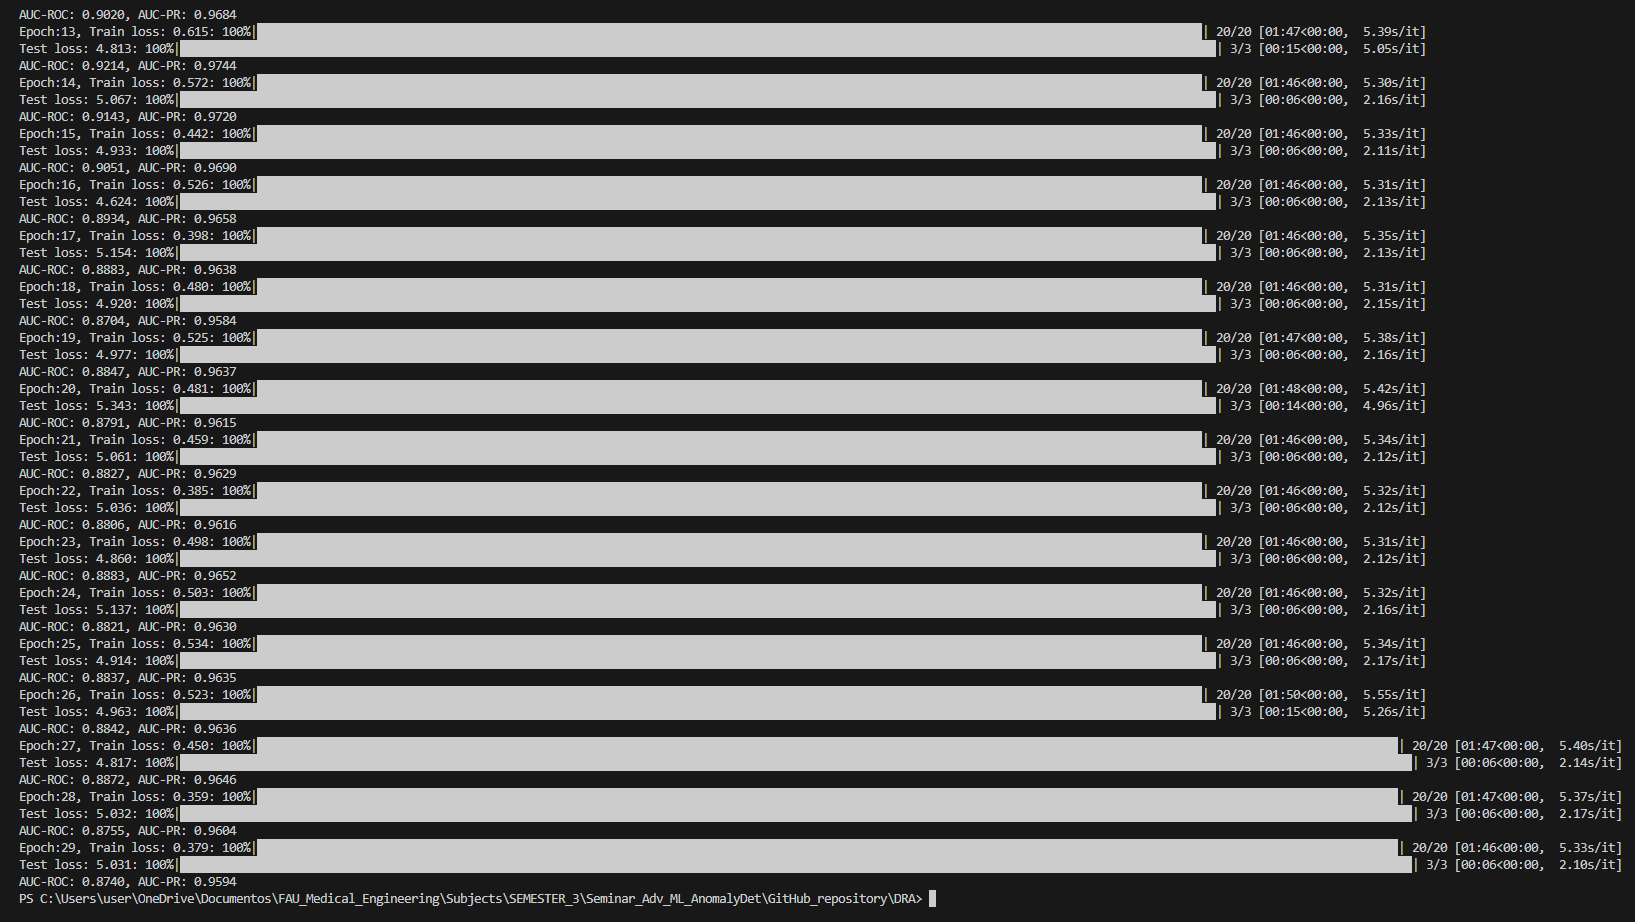 AUC-ROC: 0.9020, AUC-PR: 0.9684
Epoch:13, Train loss: 0.615: 100%| | 20/20 [01:47<00:00, 5.39s/it]
Test loss: 4.813: 100%| | 3/3 [00:15<00:00, 5.05s/it]
AUC-ROC: 0.9214, AUC-PR: 0.9744
Epoch:14, Train loss: 0.572: 100%| | 20/20 [01:46<00:00, 5.30s/it]
Test loss: 5.067: 100%| | 3/3 [00:06<00:00, 2.16s/it]
AUC-ROC: 0.9143, AUC-PR: 0.9720
Epoch:15, Train loss: 0.442: 100%| | 20/20 [01:46<00:00, 5.33s/it]
Test loss: 4.933: 100%| | 3/3 [00:06<00:00, 2.11s/it]
AUC-ROC: 0.9051, AUC-PR: 0.9690
Epoch:16, Train loss: 0.526: 100%| | 20/20 [01:46<00:00, 5.31s/it]
Test loss: 4.624: 100%| | 3/3 [00:06<00:00, 2.13s/it]
AUC-ROC: 0.8934, AUC-PR: 0.9658
Epoch:17, Train loss: 0.398: 100%| | 20/20 [01:46<00:00, 5.35s/it]
Test loss: 5.154: 100%| | 3/3 [00:06<00:00, 2.13s/it]
AUC-ROC: 0.8883, AUC-PR: 0.9638
Epoch:18, Train loss: 0.480: 100%| | 20/20 [01:46<00:00, 5.31s/it]
Test loss: 4.920: 100%| | 3/3 [00:06<00:00, 2.15s/it]
AUC-ROC: 0.8704, AUC-PR: 0.9584
Epoch:19, Train loss: 0.525: 100%| | 20/20 [01:47<00:00, 5.38s/it]
Test loss: 4.977: 100%| | 3/3 [00:06<00:00, 2.16s/it]
AUC-ROC: 0.8847, AUC-PR: 0.9637
Epoch:20, Train loss: 0.481: 100%| | 20/20 [01:48<00:00, 5.42s/it]
Test loss: 5.343: 100%| | 3/3 [00:14<00:00, 4.96s/it]
AUC-ROC: 0.8791, AUC-PR: 0.9615
Epoch:21, Train loss: 0.459: 100%| | 20/20 [01:46<00:00, 5.34s/it]
Test loss: 5.061: 100%| | 3/3 [00:06<00:00, 2.12s/it]
AUC-ROC: 0.8827, AUC-PR: 0.9629
Epoch:22, Train loss: 0.385: 100%| | 20/20 [01:46<00:00, 5.32s/it]
Test loss: 5.036: 100%| | 3/3 [00:06<00:00, 2.12s/it]
AUC-ROC: 0.8806, AUC-PR: 0.9616
Epoch:23, Train loss: 0.498: 100%| | 20/20 [01:46<00:00, 5.31s/it]
Test loss: 4.860: 100%| | 3/3 [00:06<00:00, 2.12s/it]
AUC-ROC: 0.8883, AUC-PR: 0.9652
Epoch:24, Train loss: 0.503: 100%| | 20/20 [01:46<00:00, 5.32s/it]
Test loss: 5.137: 100%| | 3/3 [00:06<00:00, 2.16s/it]
AUC-ROC: 0.8821, AUC-PR: 0.9630
Epoch:25, Train loss: 0.534: 100%| | 20/20 [01:46<00:00, 5.34s/it]
Test loss: 4.914: 100%| | 3/3 [00:06<00:00, 2.17s/it]
AUC-ROC: 0.8837, AUC-PR: 0.9635
Epoch:26, Train loss: 0.523: 100%| | 20/20 [01:50<00:00, 5.55s/it]
Test loss: 4.963: 100%| | 3/3 [00:15<00:00, 5.26s/it]
AUC-ROC: 0.8842, AUC-PR: 0.9636
Epoch:27, Train loss: 0.450: 100%| | 20/20 [01:47<00:00, 5.40s/it]
Test loss: 4.817: 100%| | 3/3 [00:06<00:00, 2.14s/it]
AUC-ROC: 0.8872, AUC-PR: 0.9646
Epoch:28, Train loss: 0.359: 100%| | 20/20 [01:47<00:00, 5.37s/it]
Test loss: 5.032: 100%| | 3/3 [00:06<00:00, 2.17s/it]
AUC-ROC: 0.8755, AUC-PR: 0.9604
Epoch:29, Train loss: 0.379: 100%| | 20/20 [01:46<00:00, 5.33s/it]
Test loss: 5.031: 100%| | 3/3 [00:06<00:00, 2.10s/it]
AUC-ROC: 0.8740, AUC-PR: 0.9594
PS C:\Users\user\OneDrive\Documentos\FAU_Medical_Engineering\Subjects\SEMESTER_3\Seminar_Adv_ML_AnomalyDet\GitHub_repository\DRA>